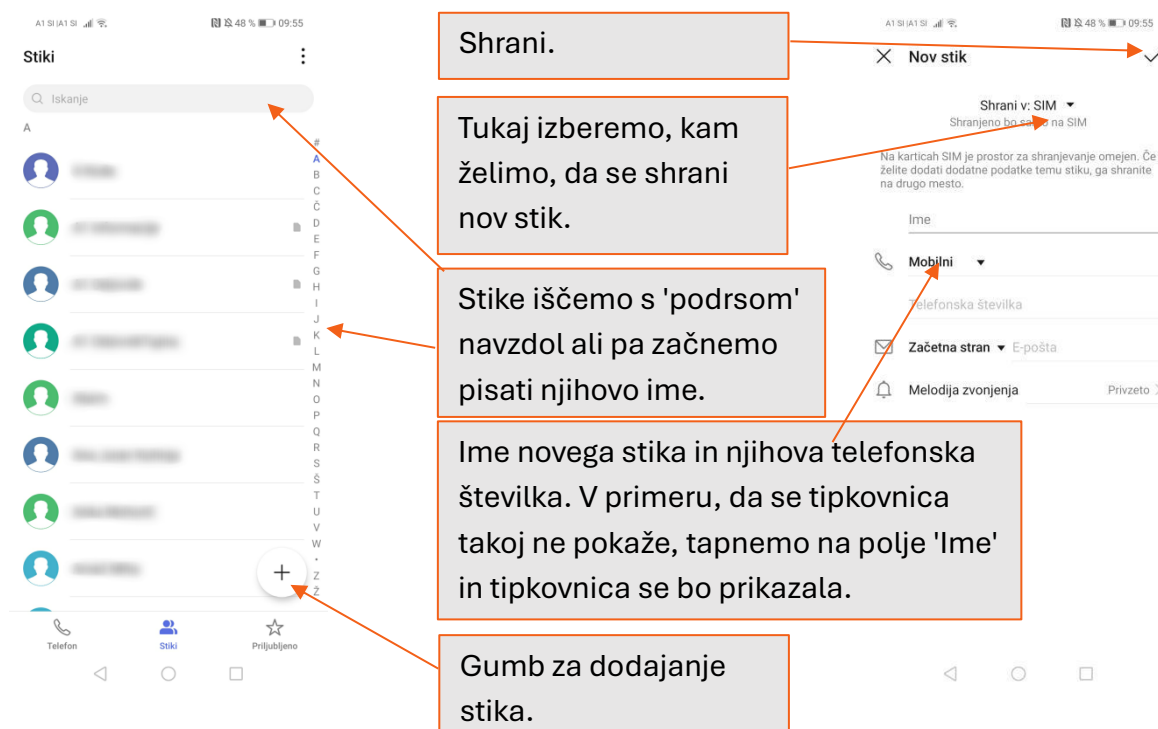 A1 SI |A1 SI
48 % 09:55
Stiki
Iskanje
A
#
A
B
C
Č
D
E
F
G
H
I
J
K
L
M
N
O
P
Q
R
S
Š
T
U
V
W
Z
Ž
Telefon
Stiki
Priljubljeno
Shrani.
Tukaj izberemo, kam
želimo, da se shrani
nov stik.
Stike iščemo s 'podrsom'
navzdol ali pa začnemo
pisati njihovo ime.
Ime novega stika in njihova telefonska
številka. V primeru, da se tipkovnica
takoj ne pokaže, tapnemo na polje 'Ime'
in tipkovnica se bo prikazala.
Gumb za dodajanje
stika.
A1 SI |A1 SI
48 % 09:55
Nov stik
Shrani v: SIM
Shranjeno bo samo na SIM
Na karticah SIM je prostor za shranjevanje omejen. Če
želite dodati dodatne podatke temu stiku, ga shranite
na drugo mesto.
Ime
Mobilni
Telefonska številka
Začetna stran E-pošta
Melodija zvonjenja Privzeto